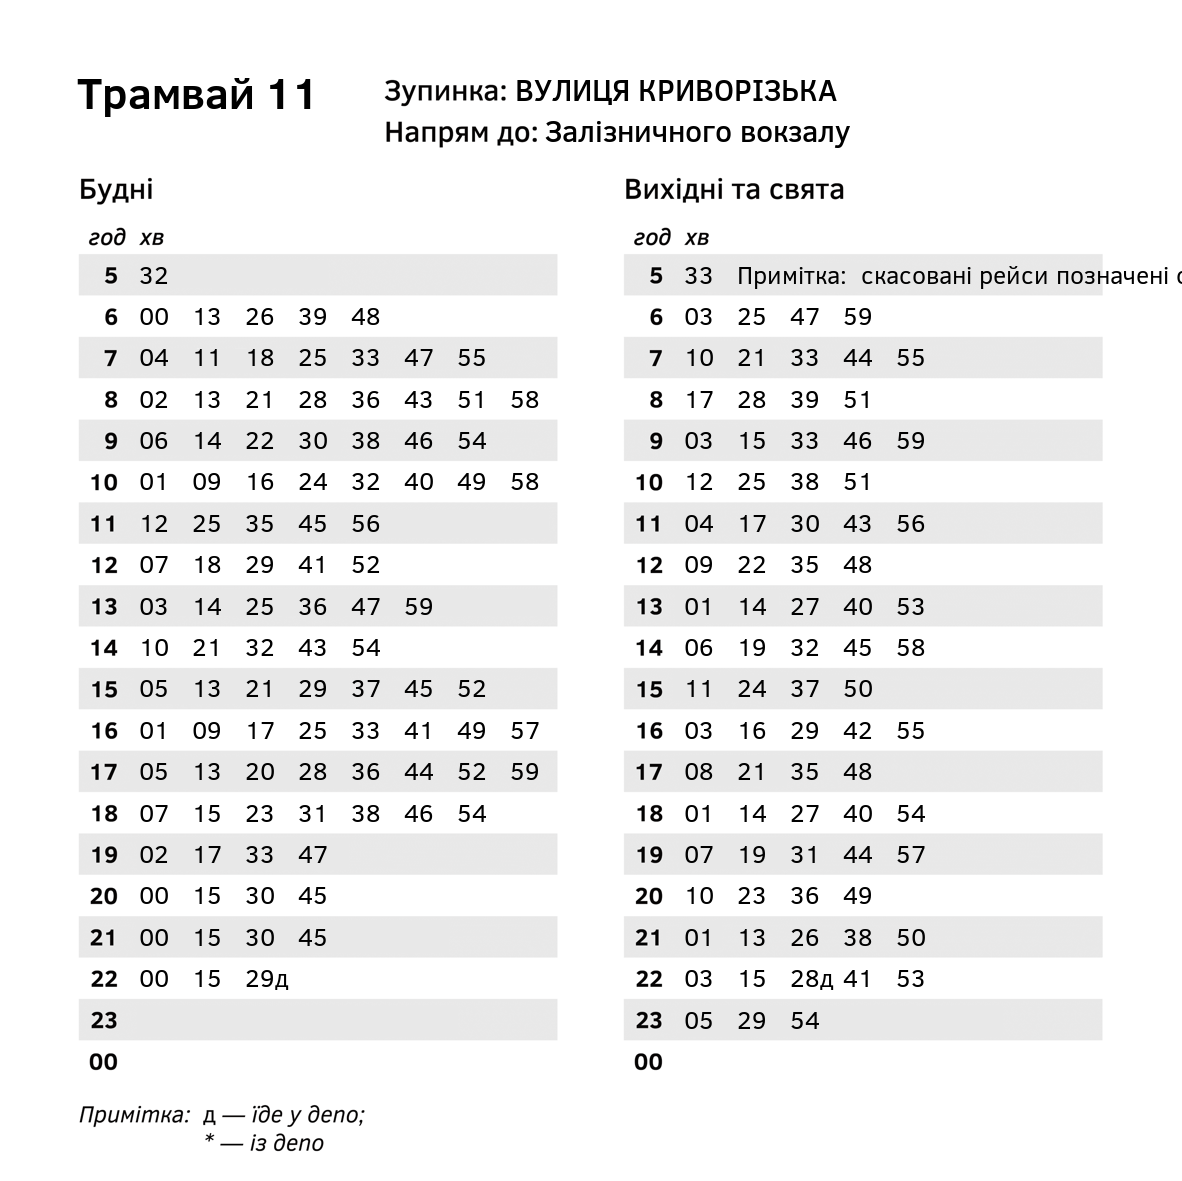 Трамвай 11
Зупинка: ВУЛИЦЯ КРИВОРІЗЬКА
Напрям до: Залізничного вокзалу
Будні
год хв
5 32
6 00 13 26 39 48
7 04 11 18 25 33 47 55
8 02 13 21 28 36 43 51 58
9 06 14 22 30 38 46 54
10 01 09 16 24 32 40 49 58
11 12 25 35 45 56
12 07 18 29 41 52
13 03 14 25 36 47 59
14 10 21 32 43 54
15 05 13 21 29 37 45 52
16 01 09 17 25 33 41 49 57
17 05 13 20 28 36 44 52 59
18 07 15 23 31 38 46 54
19 02 17 33 47
20 00 15 30 45
21 00 15 30 45
22 00 15 29д
23
00
Вихідні та свята
год хв
5 33 Примітка: скасовані рейси позначені
6 03 25 47 59
7 10 21 33 44 55
8 17 28 39 51
9 03 15 33 46 59
10 12 25 38 51
11 04 17 30 43 56
12 09 22 35 48
13 01 14 27 40 53
14 06 19 32 45 58
15 11 24 37 50
16 03 16 29 42 55
17 08 21 35 48
18 01 14 27 40 54
19 07 19 31 44 57
20 10 23 36 49
21 01 13 26 38 50
22 03 15 28д 41 53
23 05 29 54
00
Примітка: д — їде у депо;
* — із депо